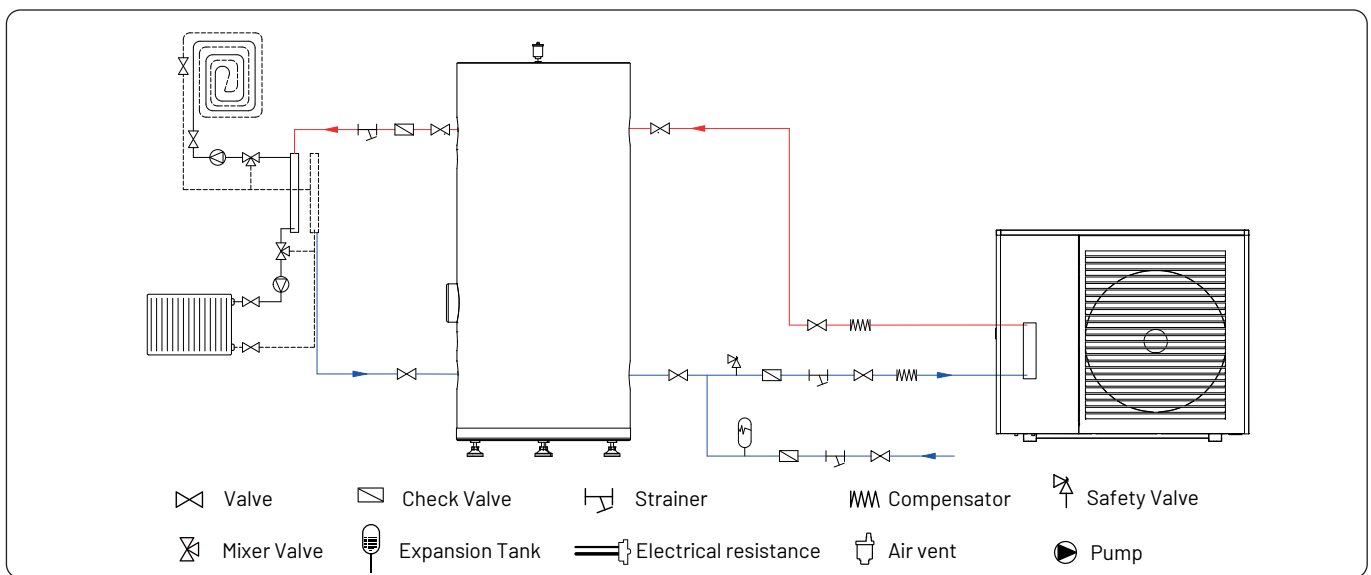 Valve Check Valve Strainer Compensator Safety Valve
Mixer Valve Expansion Tank Electrical resistance Air vent Pump